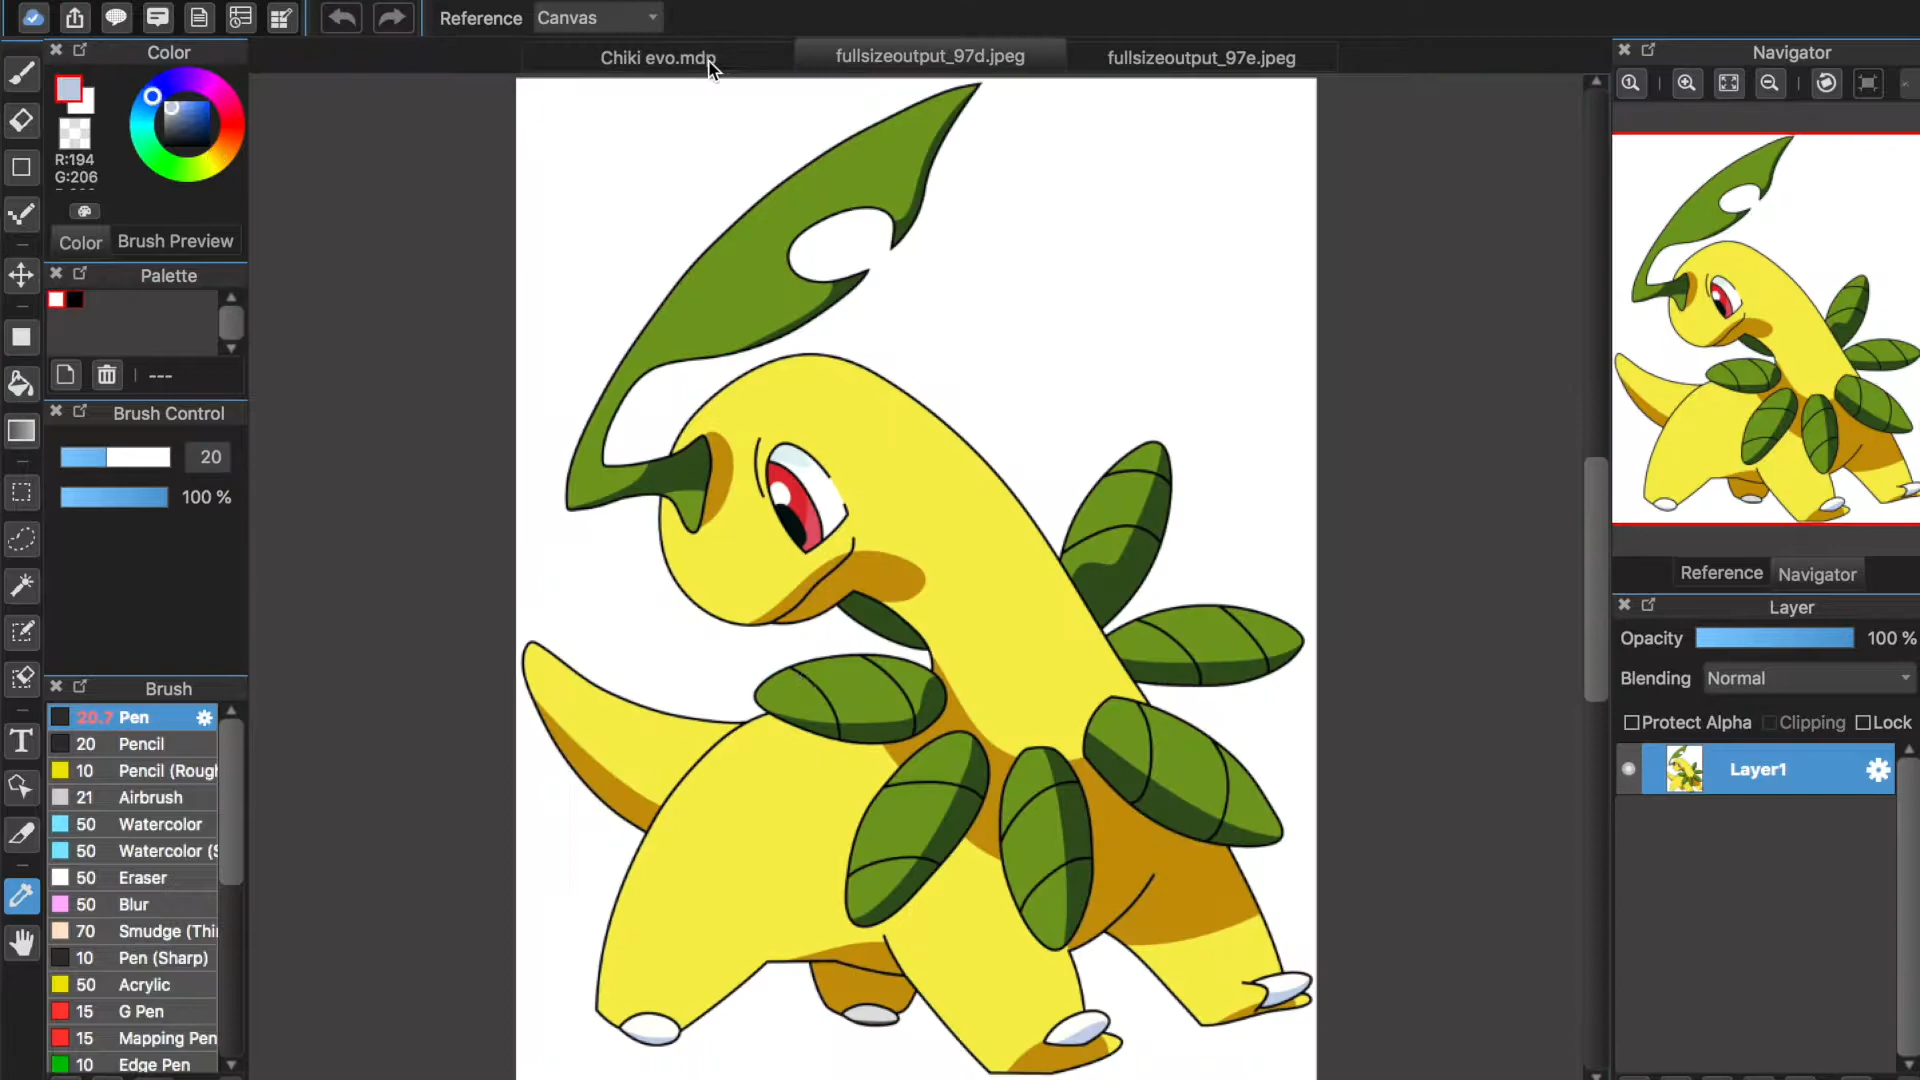 Reference Canvas
Color
Chiki evo.mdp
fullsizeoutput_97d.jpeg
fullsizeoutput_97e.jpeg
Navigator
R:194
G:206
Color Brush Preview
Palette
---
Brush Control
20
100 %
Reference Navigator
Layer
Opacity 100 %
Blending Normal
Protect Alpha Clipping Lock
Layer1
Brush
20.7 Pen
20 Pencil
10 Pencil (Rough
21 Airbrush
50 Watercolor
50 Watercolor (S
50 Eraser
50 Blur
70 Smudge (Thi
10 Pen (Sharp)
50 Acrylic
15 G Pen
15 Mapping Pen
10 Edge Pen